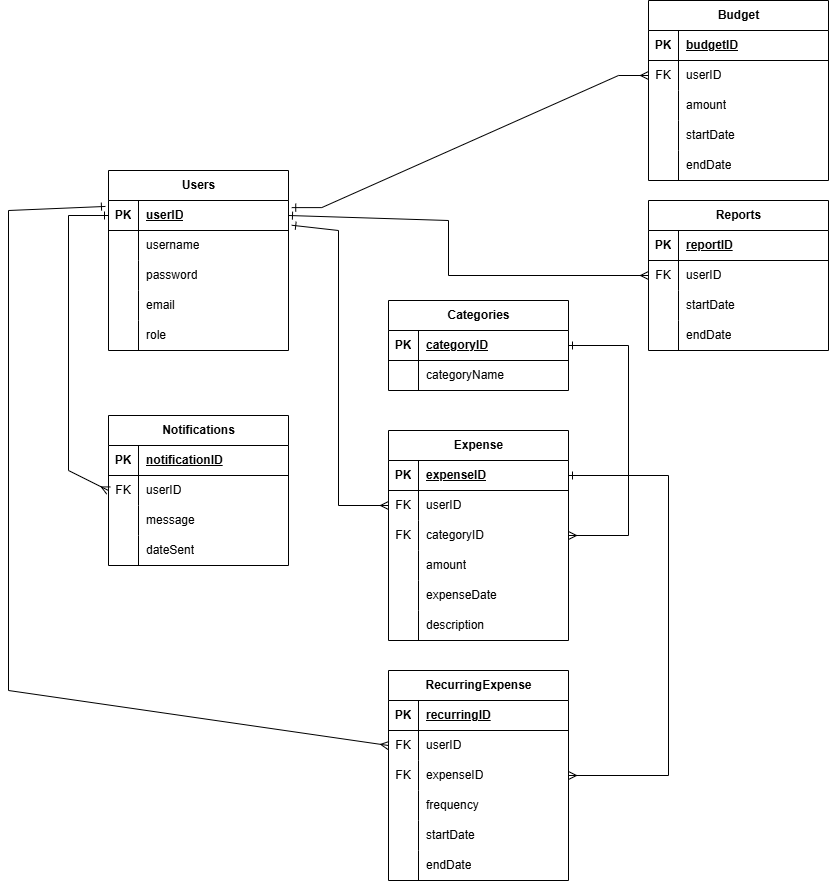 Budget
PK budgetID
FK userID
amount
startDate
endDate
Users
PK userID
username
password
email
role
Reports
PK reportID
FK userID
startDate
endDate
Categories
PK categoryID
categoryName
Notifications
PK notificationID
FK userID
message
dateSent
Expense
PK expenseID
FK userID
FK categoryID
amount
expenseDate
description
RecurringExpense
PK recurringID
FK userID
FK expenseID
frequency
startDate
endDate